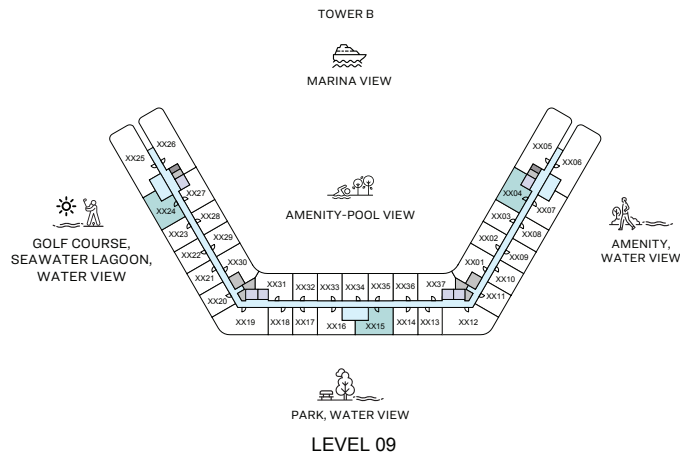 TOWER B
MARINA VIEW
XX26
XX25
XX05
XX06
XX27
XX24
XX04
XX07
AMENITY-POOL VIEW
XX28
XX03
XX23
XX08
XX29
XX02
XX22
XX09
XX30
XX01
XX21
XX10
XX20
XX11
GOLF COURSE,
SEAWATER LAGOON,
WATER VIEW
AMENITY,
WATER VIEW
XX31
XX32
XX33
XX34
XX35
XX36
XX37
XX19
XX18
XX17
XX16
XX15
XX14
XX13
XX12
PARK, WATER VIEW
LEVEL 09